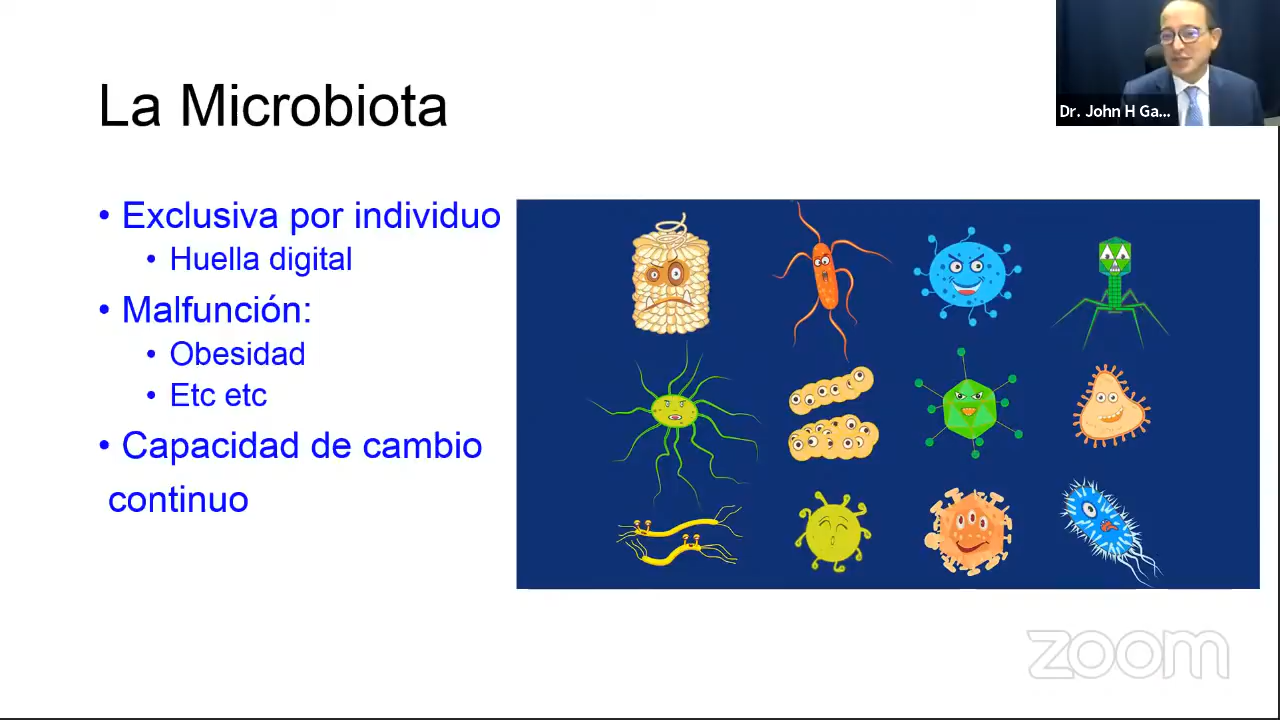 La Microbiota
Dr. John H Ga...
• Exclusiva por individuo
• Huella digital
• Malfunción:
• Obesidad
• Etc etc
• Capacidad de cambio
continuo
zoom